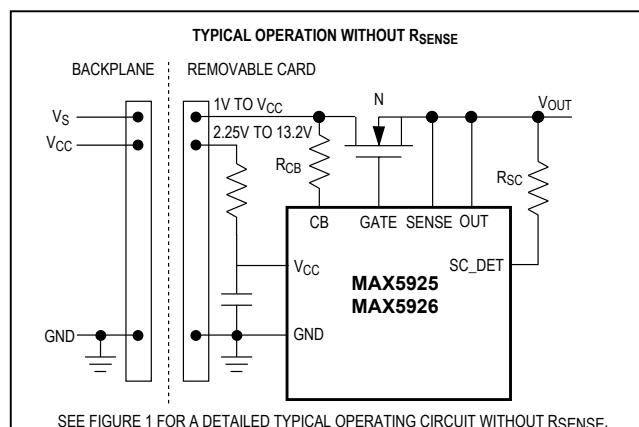 TYPICAL OPERATION WITHOUT RSENSE
BACKPLANE
REMOVABLE CARD
VS
VCC
1V TO VCC
2.25V TO 13.2V
N
VOUT
RCB
RSC
CB
GATE
SENSE
OUT
VCC
SC_DET
MAX5925
MAX5926
GND
GND
SEE FIGURE 1 FOR A DETAILED TYPICAL OPERATING CIRCUIT WITHOUT RSENSE.